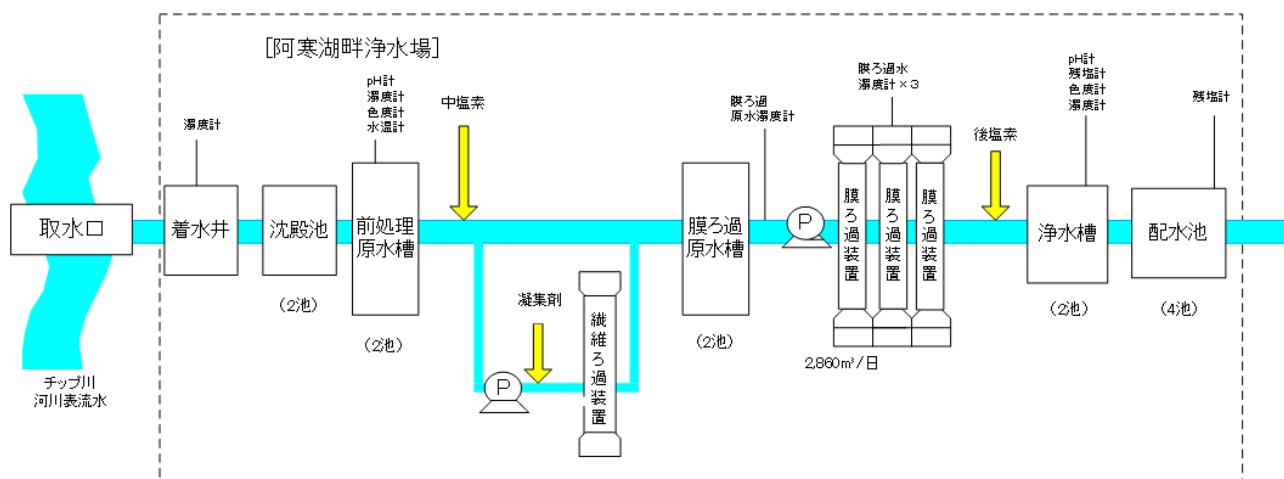 [阿寒湖畔浄水場]
取水口
チップ川
河川表流水
濁度計
着水井
沈殿池
(2池)
pH計
濁度計
色度計
水温計
前処理
原水槽
(2池)
中塩素
P
凝集剤
繊維ろ過装置
膜ろ過
原水槽
(2池)
膜ろ過
原水濁度計
P
膜ろ過水
濁度計×3
膜ろ過装置
膜ろ過装置
膜ろ過装置
2,860m³/日
後塩素
pH計
残塩計
色度計
濁度計
浄水槽
(2池)
残塩計
配水池
(4池)